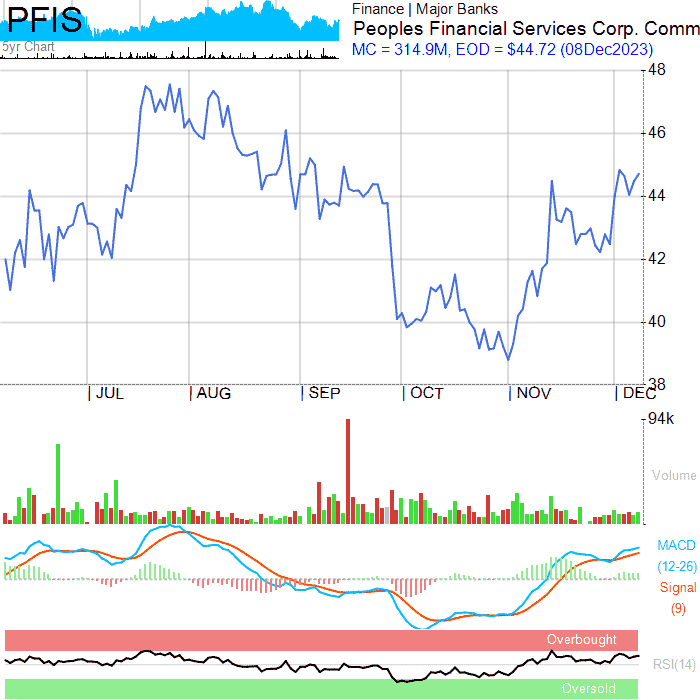 PFIS
5yr Chart
Finance | Major Banks
Peoples Financial Services Corp. Comm
MC = 314.9M, EOD = $44.72 (08Dec2023)
48
46
44
42
40
38
JUL AUG SEP OCT NOV DEC
94k
Volume
MACD
(12-26)
Signal
(9)
Overbought
RSI(14)
Oversold